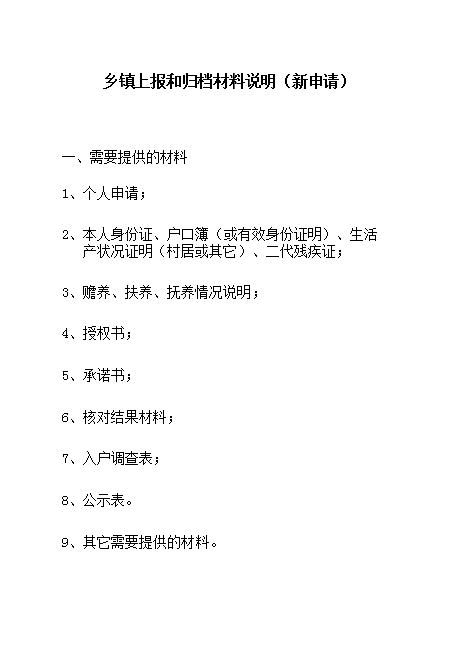 乡镇上报和归档材料说明（新申请）
一、需要提供的材料
1、个人申请；
2、本人身份证、户口簿（或有效身份证明）、生活
产状况证明（村居或其它）、二代残疾证；
3、赡养、扶养、抚养情况说明；
4、授权书；
5、承诺书；
6、核对结果材料；
7、入户调查表；
8、公示表。
9、其它需要提供的材料。